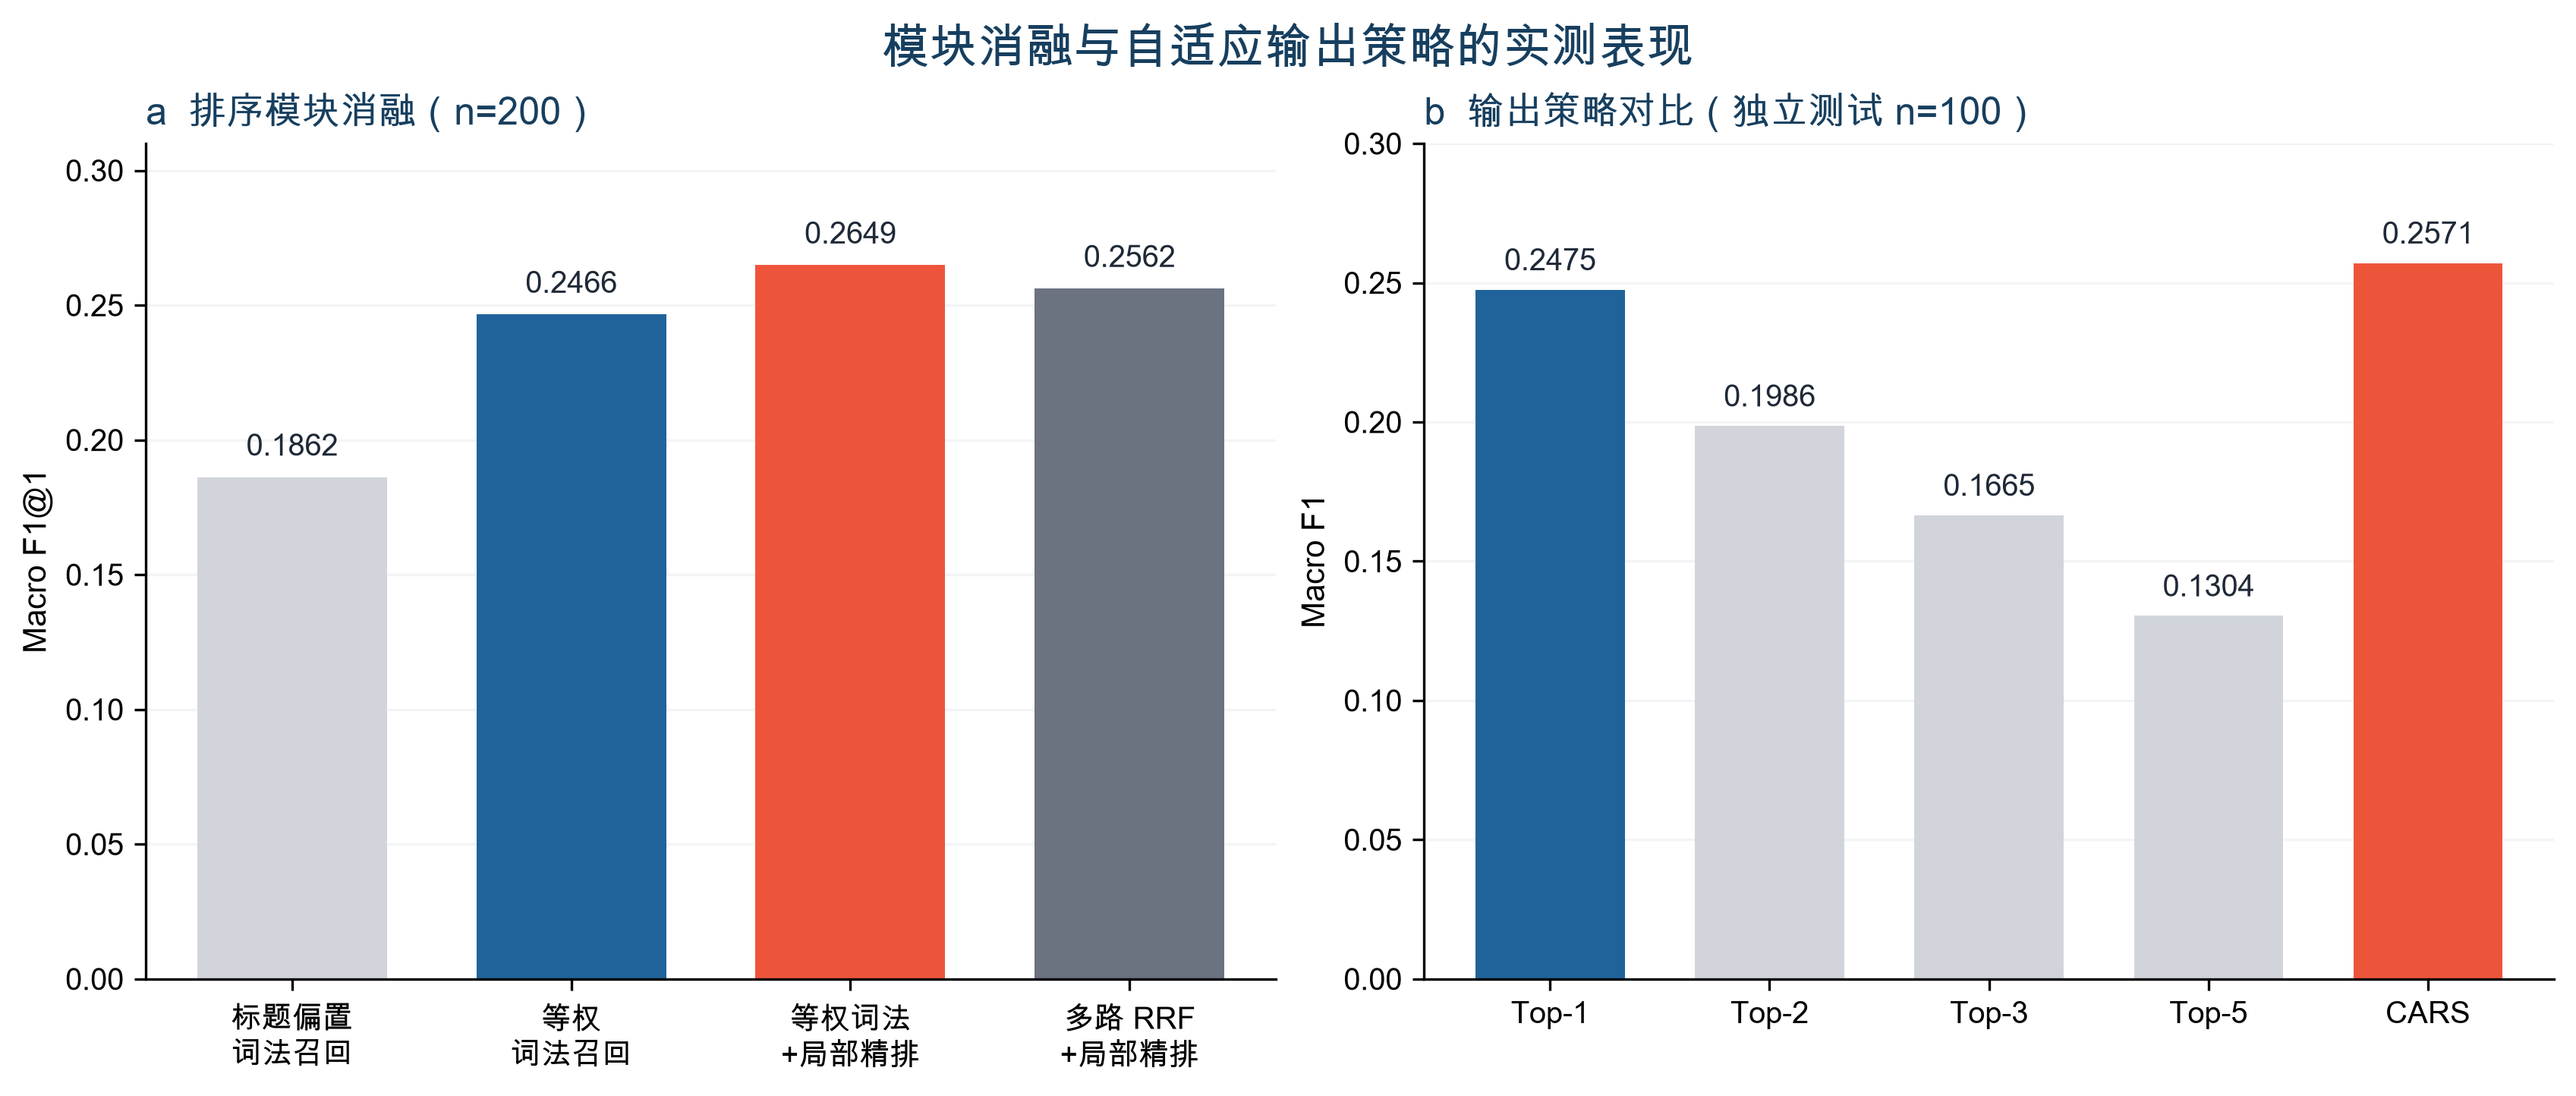 模块消融与自适应输出策略的实测表现
a 排序模块消融（n=200）
Macro F1@1
0.30
0.25
0.20
0.15
0.10
0.05
0.00
0.1862
0.2466
0.2649
0.2562
标题偏置
词法召回
等权
词法召回
等权词法
+局部精排
多路 RRF
+局部精排
b 输出策略对比（独立测试 n=100）
Macro F1
0.30
0.25
0.20
0.15
0.10
0.05
0.00
0.2475
0.1986
0.1665
0.1304
0.2571
Top-1
Top-2
Top-3
Top-5
CARS